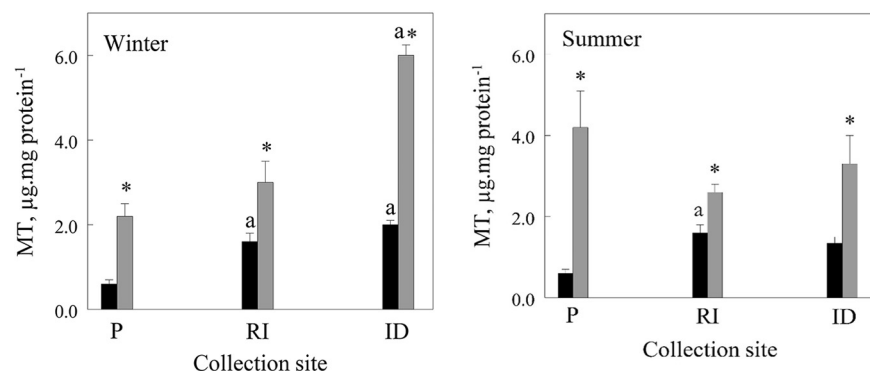 Winter
MT, µg.mg protein⁻¹
6.0
4.0
2.0
0.0
a*
*
*
a
a
P RI ID
Collection site
Summer
MT, µg.mg protein⁻¹
6.0
4.0
2.0
0.0
*
*
*
a
P RI ID
Collection site